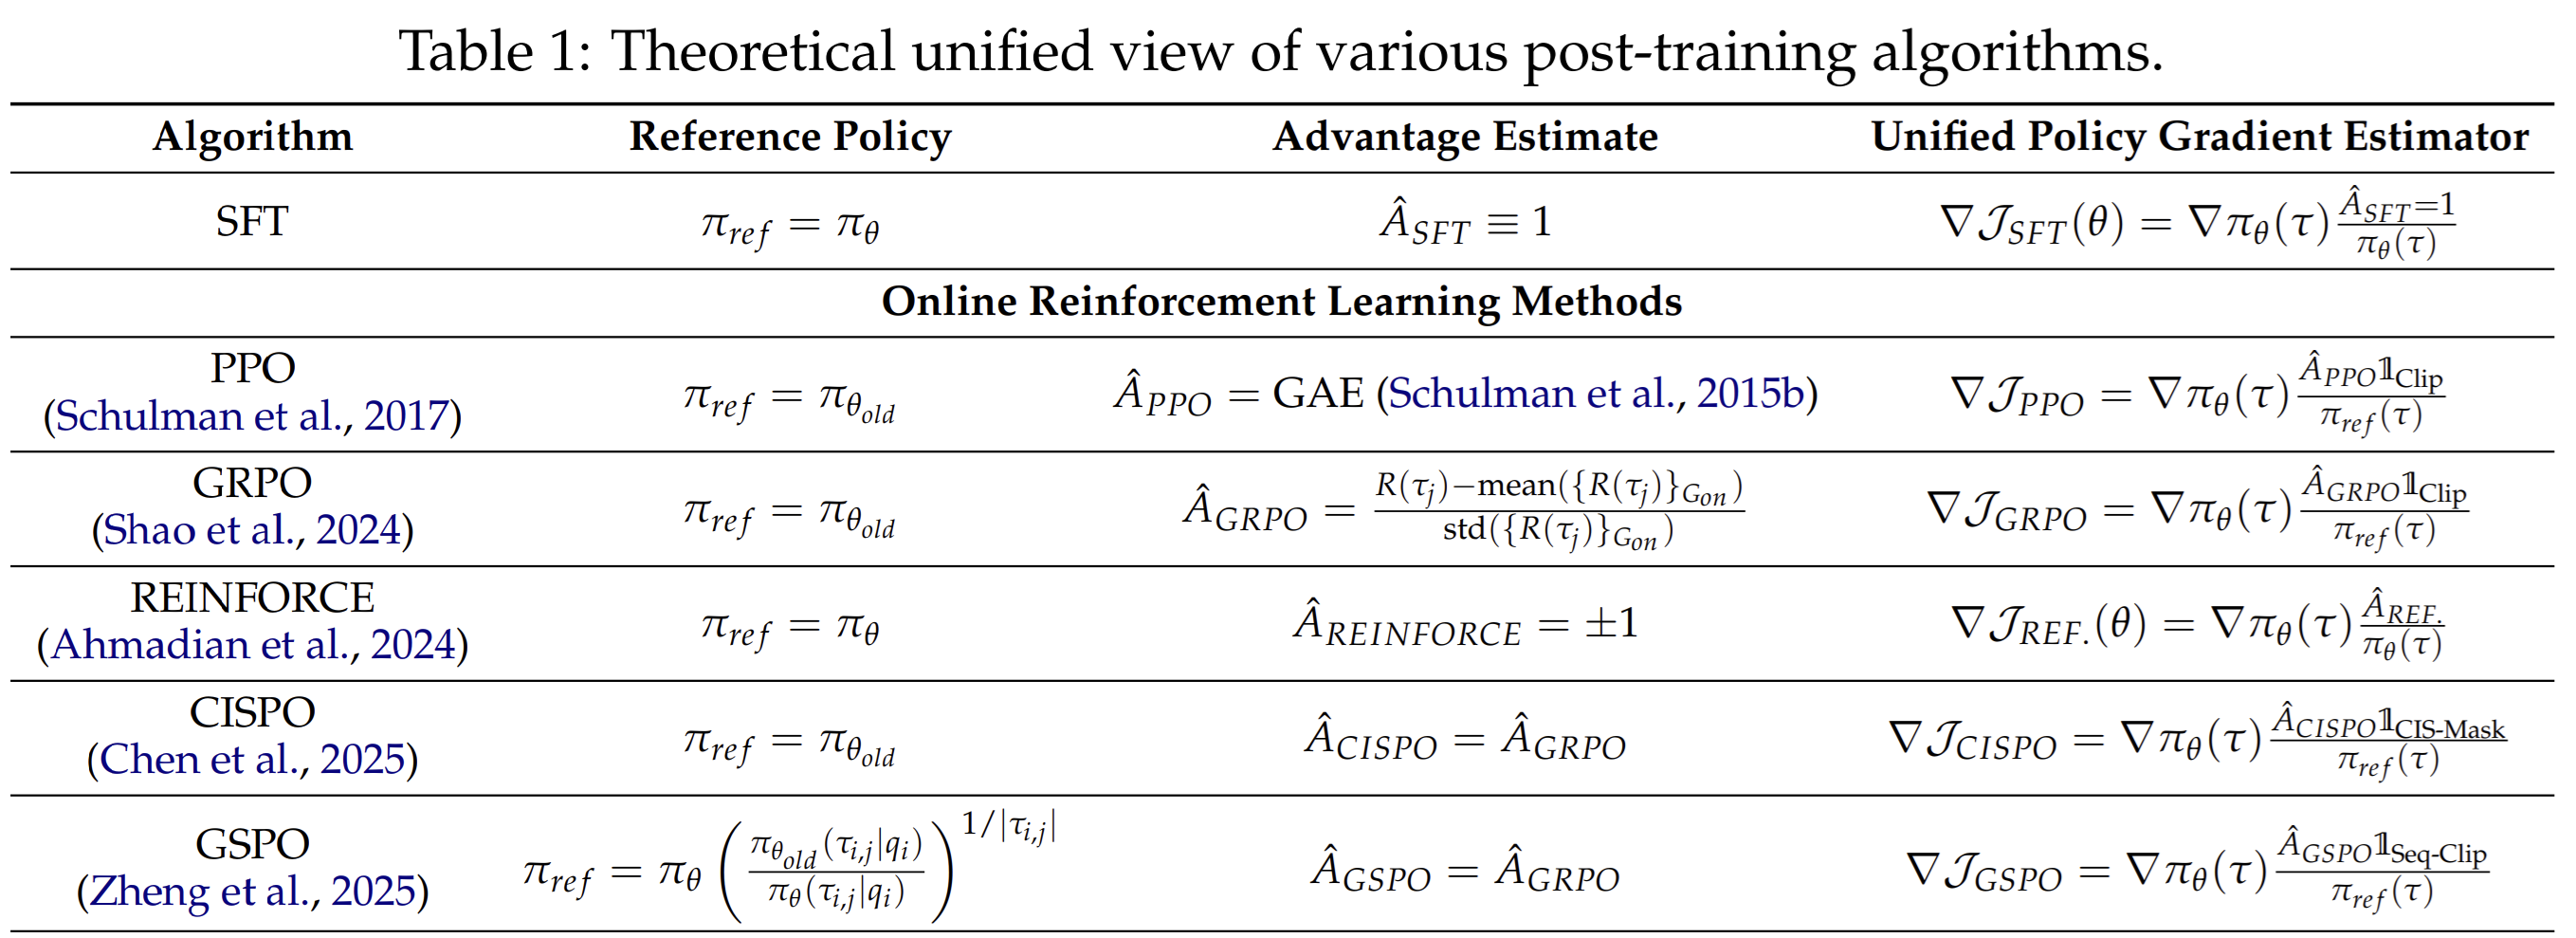 Table 1: Theoretical unified view of various post-training algorithms.
Algorithm Reference Policy Advantage Estimate Unified Policy Gradient Estimator
SFT $\pi_{ref} = \pi_\theta$ $\hat{A}_{SFT} \equiv 1$ $\nabla \mathcal{J}_{SFT}(\theta) = \nabla \pi_\theta(\tau) \frac{\hat{A}_{SFT}=1}{\pi_\theta(\tau)}$
Online Reinforcement Learning Methods
PPO
(Schulman et al., 2017) $\pi_{ref} = \pi_{\theta_{old}}$ $\hat{A}_{PPO}$ = GAE (Schulman et al., 2015b) $\nabla \mathcal{J}_{PPO} = \nabla \pi_\theta(\tau) \frac{\hat{A}_{PPO} \mathbb{1}_{\text{Clip}}}{\pi_{ref}(\tau)}$
GRPO
(Shao et al., 2024) $\pi_{ref} = \pi_{\theta_{old}}$ $\hat{A}_{GRPO} = \frac{R(\tau_j) - \text{mean}(\{R(\tau_j)\}_{G_{on}})}{\text{std}(\{R(\tau_j)\}_{G_{on}})}$ $\nabla \mathcal{J}_{GRPO} = \nabla \pi_\theta(\tau) \frac{\hat{A}_{GRPO} \mathbb{1}_{\text{Clip}}}{\pi_{ref}(\tau)}$
REINFORCE
(Ahmadian et al., 2024) $\pi_{ref} = \pi_\theta$ $\hat{A}_{REINFORCE} = \pm 1$ $\nabla \mathcal{J}_{REF.}(\theta) = \nabla \pi_\theta(\tau) \frac{\hat{A}_{REF.}}{\pi_\theta(\tau)}$
CISPO
(Chen et al., 2025) $\pi_{ref} = \pi_{\theta_{old}}$ $\hat{A}_{CISPO} = \hat{A}_{GRPO}$ $\nabla \mathcal{J}_{CISPO} = \nabla \pi_\theta(\tau) \frac{\hat{A}_{CISPO} \mathbb{1}_{\text{CIS-Mask}}}{\pi_{ref}(\tau)}$
GSPO
(Zheng et al., 2025) $\pi_{ref} = \pi_\theta \left( \frac{\pi_{\theta_{old}}(\tau_{i,j}|q_i)}{\pi_\theta(\tau_{i,j}|q_i)} \right)^{1/|\tau_{i,j}|}$ $\hat{A}_{GSPO} = \hat{A}_{GRPO}$ $\nabla \mathcal{J}_{GSPO} = \nabla \pi_\theta(\tau) \frac{\hat{A}_{GSPO} \mathbb{1}_{\text{Seq-Clip}}}{\pi_{ref}(\tau)}$